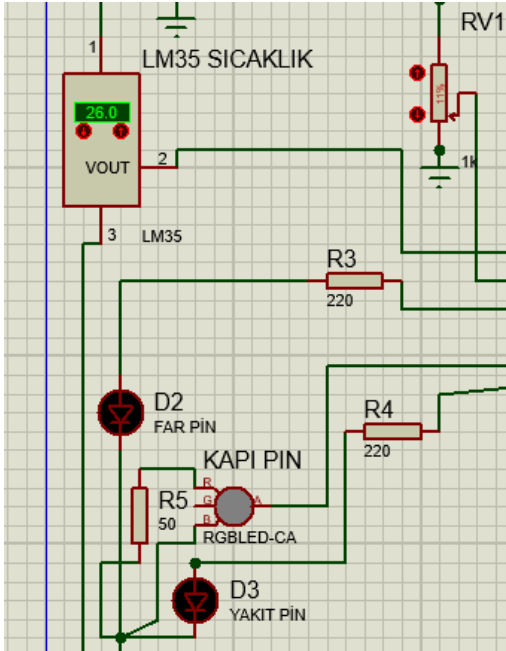 RV1
1
LM35 SICAKLIK
11%
26.0
VOUT
2
1k
3
LM35
R3
220
D2
FAR PİN
R4
220
KAPI PIN
R
G
A
B
RGBLED-CA
R5
50
D3
YAKIT PİN